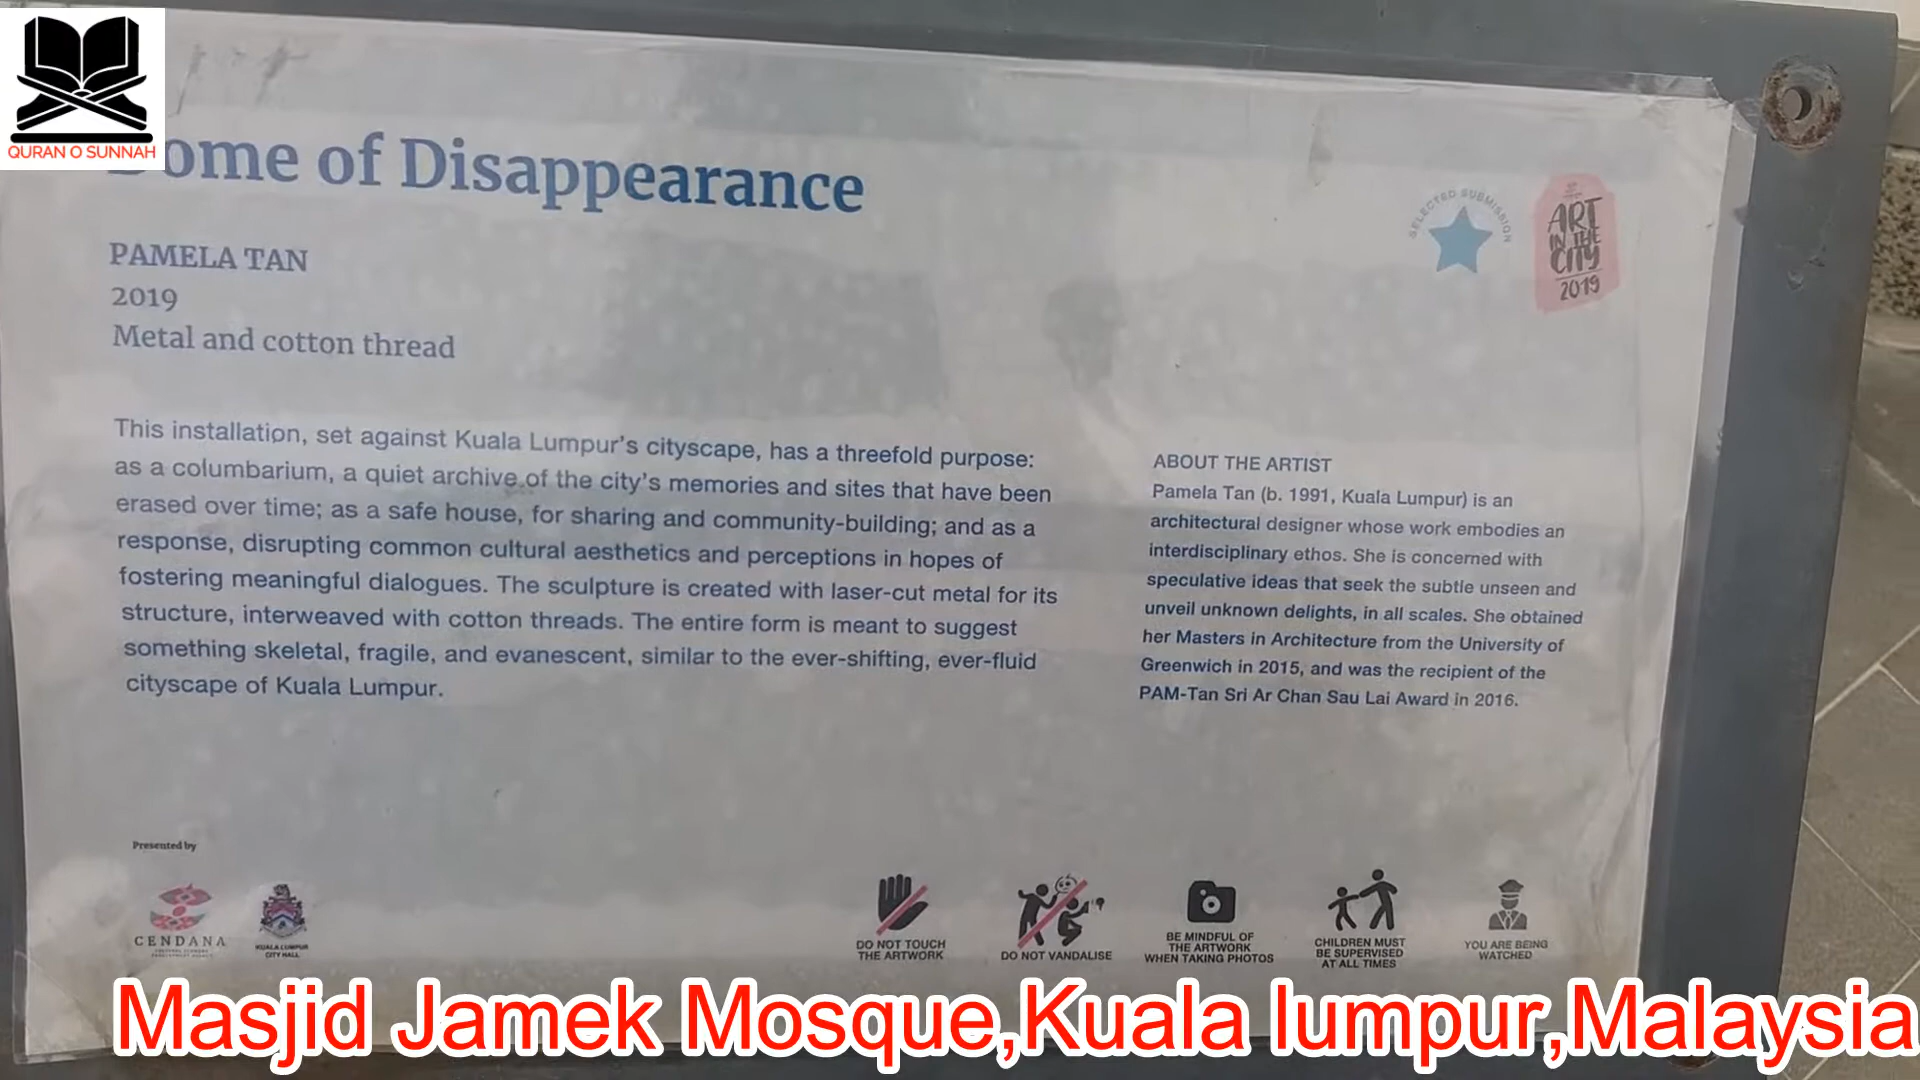 QURAN O SUNNAH
ome of Disappearance
PAMELA TAN
2019
Metal and cotton thread
This installation, set against Kuala Lumpur's cityscape, has a threefold purpose:
as a columbarium, a quiet archive of the city's memories and sites that have been
erased over time; as a safe house, for sharing and community-building; and as a
response, disrupting common cultural aesthetics and perceptions in hopes of
fostering meaningful dialogues. The sculpture is created with laser-cut metal for its
structure, interweaved with cotton threads. The entire form is meant to suggest
something skeletal, fragile, and evanescent, similar to the ever-shifting, ever-fluid
cityscape of Kuala Lumpur.
SELECTED SUBMISSION
ART
IN THE
CITY
2019
ABOUT THE ARTIST
Pamela Tan (b. 1991, Kuala Lumpur) is an
architectural designer whose work embodies an
interdisciplinary ethos. She is concerned with
speculative ideas that seek the subtle unseen and
unveil unknown delights, in all scales. She obtained
her Masters in Architecture from the University of
Greenwich in 2015, and was the recipient of the
PAM-Tan Sri Ar Chan Sau Lai Award in 2016.
Presented by
CENDANA
KUALA LUMPUR
CITY HALL
DO NOT TOUCH
THE ARTWORK
DO NOT VANDALISE
BE MINDFUL OF
THE ARTWORK
WHEN TAKING PHOTOS
CHILDREN MUST
BE SUPERVISED
AT ALL TIMES
YOU ARE BEING
WATCHED
Masjid Jamek Mosque,Kuala lumpur,Malaysia